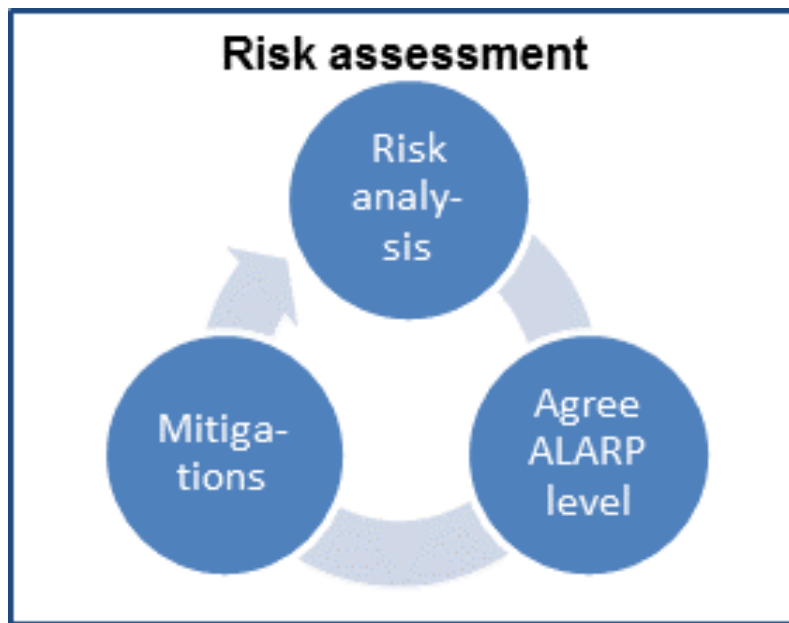 Risk assessment
Risk
analy-
sis
Agree
ALARP
level
Mitiga-
tions